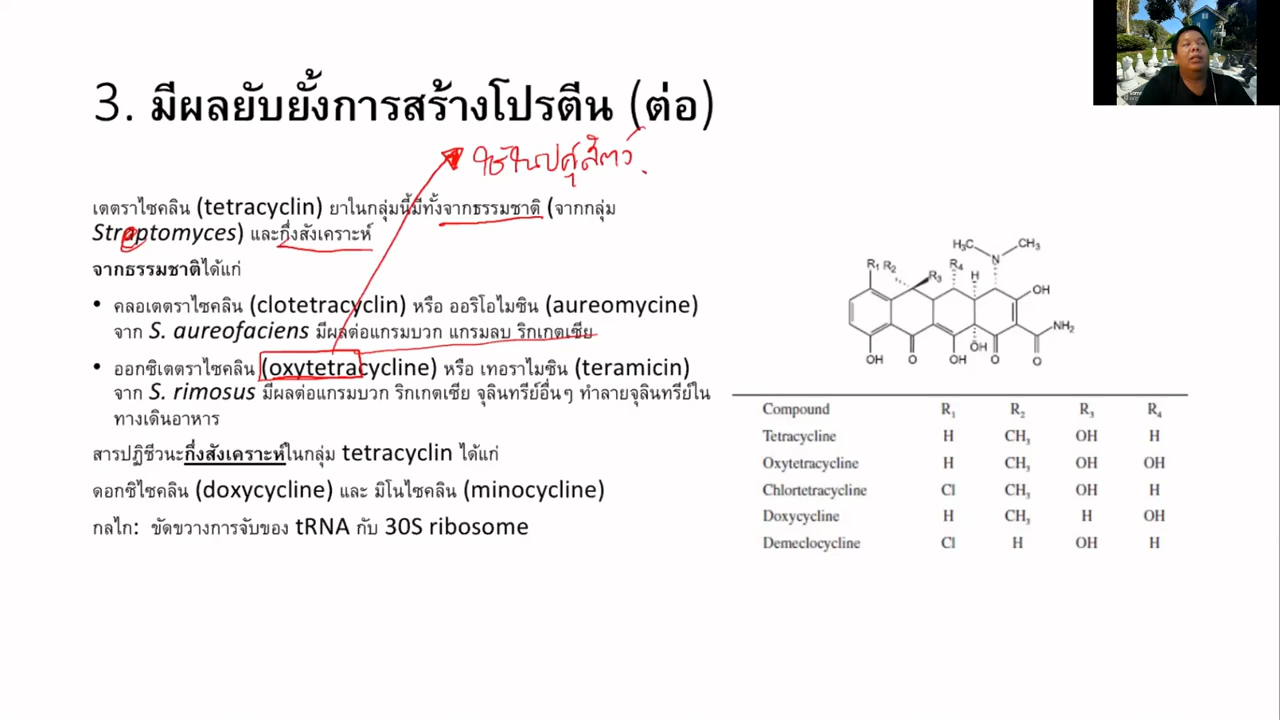 3. มีผลยับยั้งการสร้างโปรตีน (ต่อ)
ใช้ในปศุสัตว์
เตตราไซคลิน (tetracyclin) ยาในกลุ่มนี้มีทั้งจากธรรมชาติ (จากกลุ่ม
Straptomyces) และกึ่งสังเคราะห์
e
จากธรรมชาติได้แก่
• คลอเตตราไซคลิน (clotetracyclin) หรือ ออริโอไมซิน (aureomycine)
จาก S. aureofaciens มีผลต่อแกรมบวก แกรมลบ ริกเกตเซีย
• ออกซิเตตราไซคลิน (oxytetracycline) หรือ เทอราไมซิน (teramicin)
จาก S. rimosus มีผลต่อแกรมบวก ริกเกตเซีย จุลินทรีย์อื่นๆ ทำลายจุลินทรีย์ใน
ทางเดินอาหาร
สารปฏิชีวนะกึ่งสังเคราะห์ในกลุ่ม tetracyclin ได้แก่
ดอกซิไซคลิน (doxycycline) และ มิโนไซคลิน (minocycline)
กลไก: ขัดขวางการจับของ tRNA กับ 30S ribosome
H₃C CH₃
N
R₁ R₂ R₃ R₄ H
OH
NH₂
OH O OH OH O O
Compound R₁ R₂ R₃ R₄
Tetracycline H CH₃ OH H
Oxytetracycline H CH₃ OH OH
Chlortetracycline Cl CH₃ OH H
Doxycycline H CH₃ H OH
Demeclocycline Cl H OH H